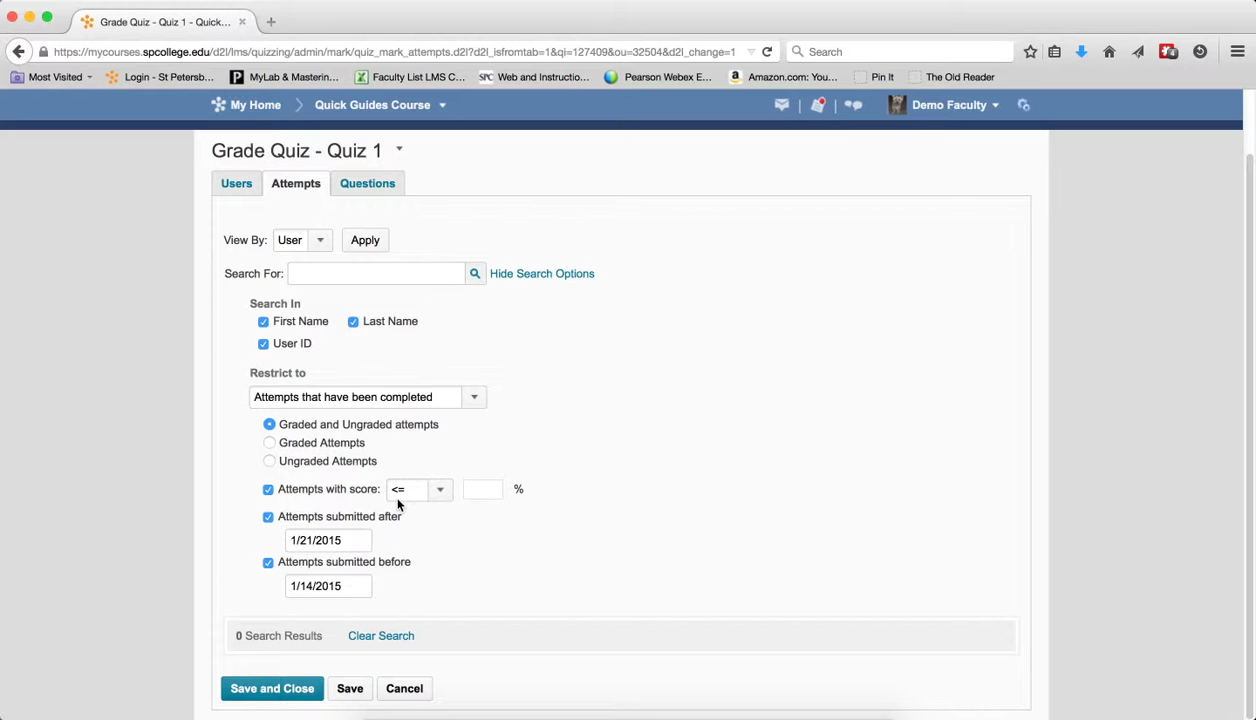 Grade Quiz - Quiz 1 - Quick...
https://mycourses.spcollege.edu/d2l/lms/quizzing/admin/mark/quiz_mark_attempts.d2l?d2l_isfromtab=1&qi=127409&ou=32504&d2l_change=1
Search
Most Visited
Login - St Petersb...
MyLab & Mastering...
Faculty List LMS C...
SPC Web and Instructio...
Pearson Webex E...
Amazon.com: You...
Pin It
The Old Reader
My Home
Quick Guides Course
Demo Faculty
Grade Quiz - Quiz 1
Users
Attempts
Questions
View By: User
Apply
Search For:
Hide Search Options
Search In
First Name
Last Name
User ID
Restrict to
Attempts that have been completed
Graded and Ungraded attempts
Graded Attempts
Ungraded Attempts
Attempts with score: <= %
Attempts submitted after
1/21/2015
Attempts submitted before
1/14/2015
0 Search Results
Clear Search
Save and Close
Save
Cancel